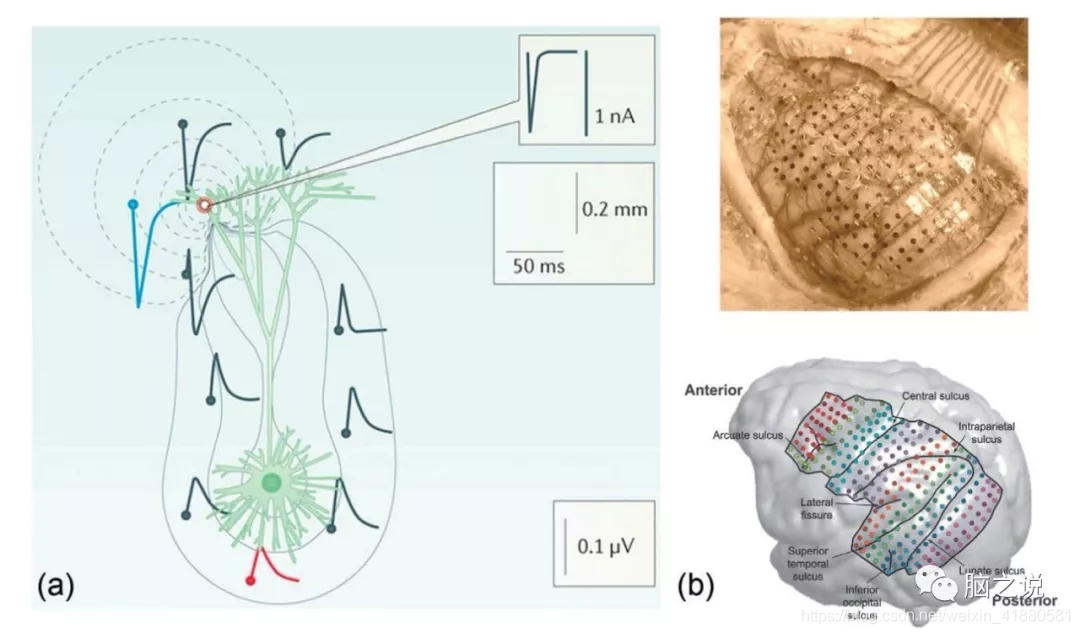 1 nA
0.2 mm
50 ms
0.1 µV
(a)
Anterior
Central sulcus
Arcuate sulcus
Intraparietal
sulcus
Lateral
fissure
Superior
temporal
sulcus
Inferior
occipital
sulcus
Lunate sulcus
Posterior
(b)
脑之说
https://blog.csdn.net/weixin_41880581